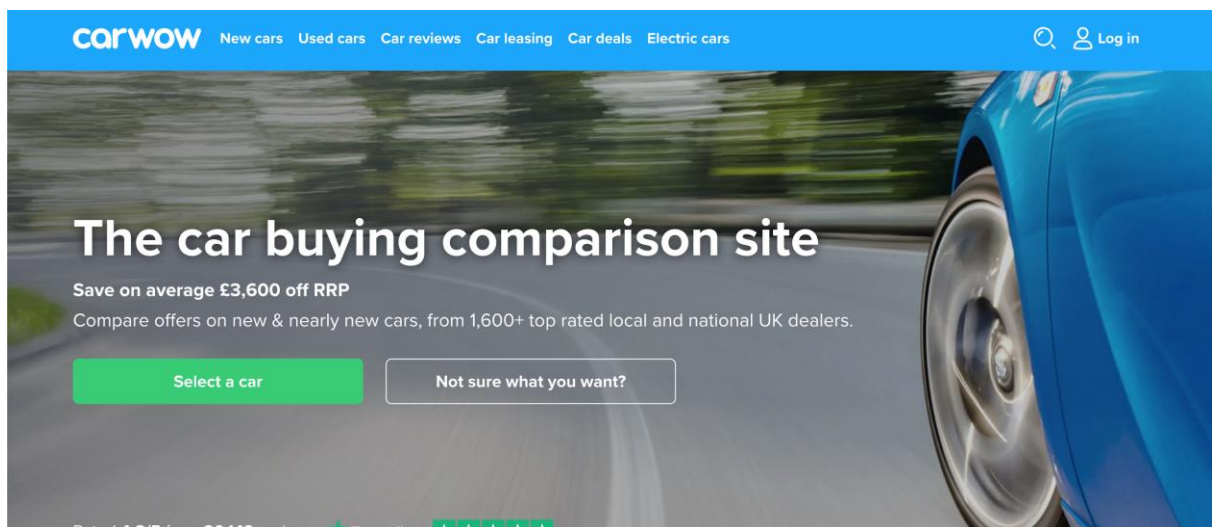 carwow New cars Used cars Car reviews Car leasing Car deals Electric cars Log in
The car buying comparison site
Save on average £3,600 off RRP
Compare offers on new & nearly new cars, from 1,600+ top rated local and national UK dealers.
Select a car Not sure what you want?